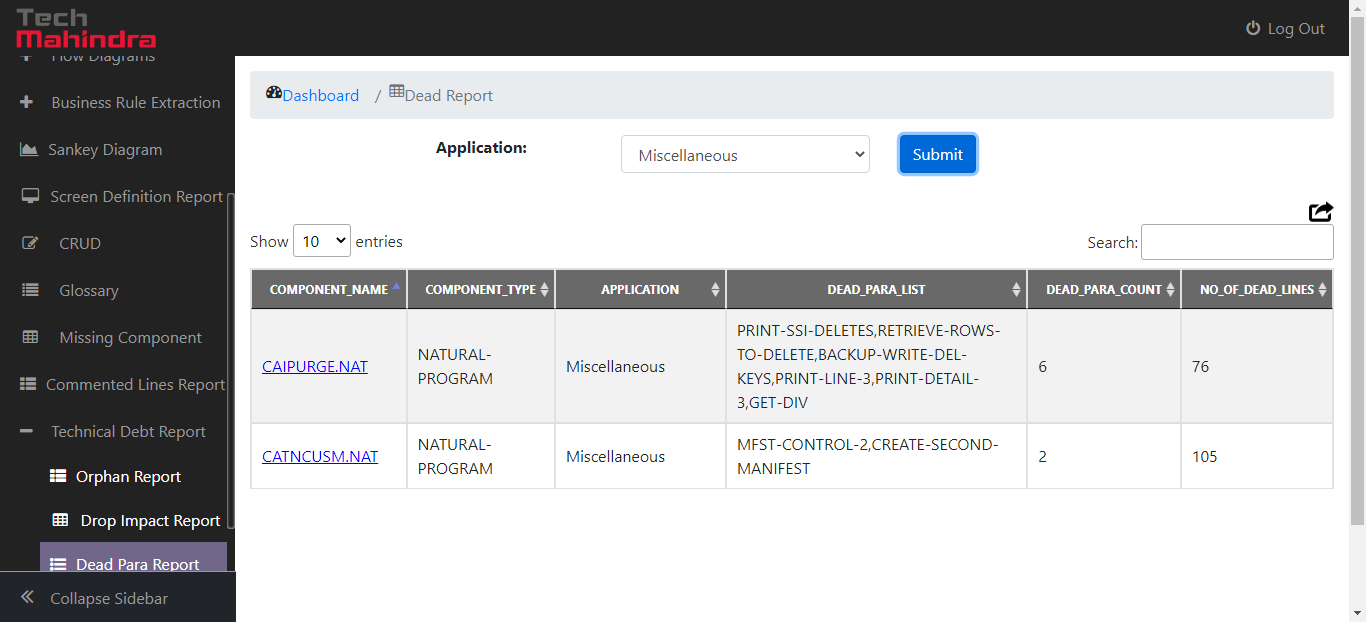 Tech
Mahindra
Log Out
Flow Diagrams
Business Rule Extraction
Sankey Diagram
Screen Definition Report
CRUD
Glossary
Missing Component
Commented Lines Report
Technical Debt Report
Orphan Report
Drop Impact Report
Dead Para Report
Collapse Sidebar
Dashboard / Dead Report
Application: Miscellaneous Submit
Show 10 entries
Search:
COMPONENT_NAME COMPONENT_TYPE APPLICATION DEAD_PARA_LIST DEAD_PARA_COUNT NO_OF_DEAD_LINES
PRINT-SSI-DELETES,RETRIEVE-ROWS-
NATURAL- TO-DELETE,BACKUP-WRITE-DEL-
CAIPURGE.NAT Miscellaneous 6 76
PROGRAM KEYS,PRINT-LINE-3,PRINT-DETAIL-
3,GET-DIV
NATURAL- MFST-CONTROL-2,CREATE-SECOND-
CATNCUSM.NAT Miscellaneous 2 105
PROGRAM MANIFEST